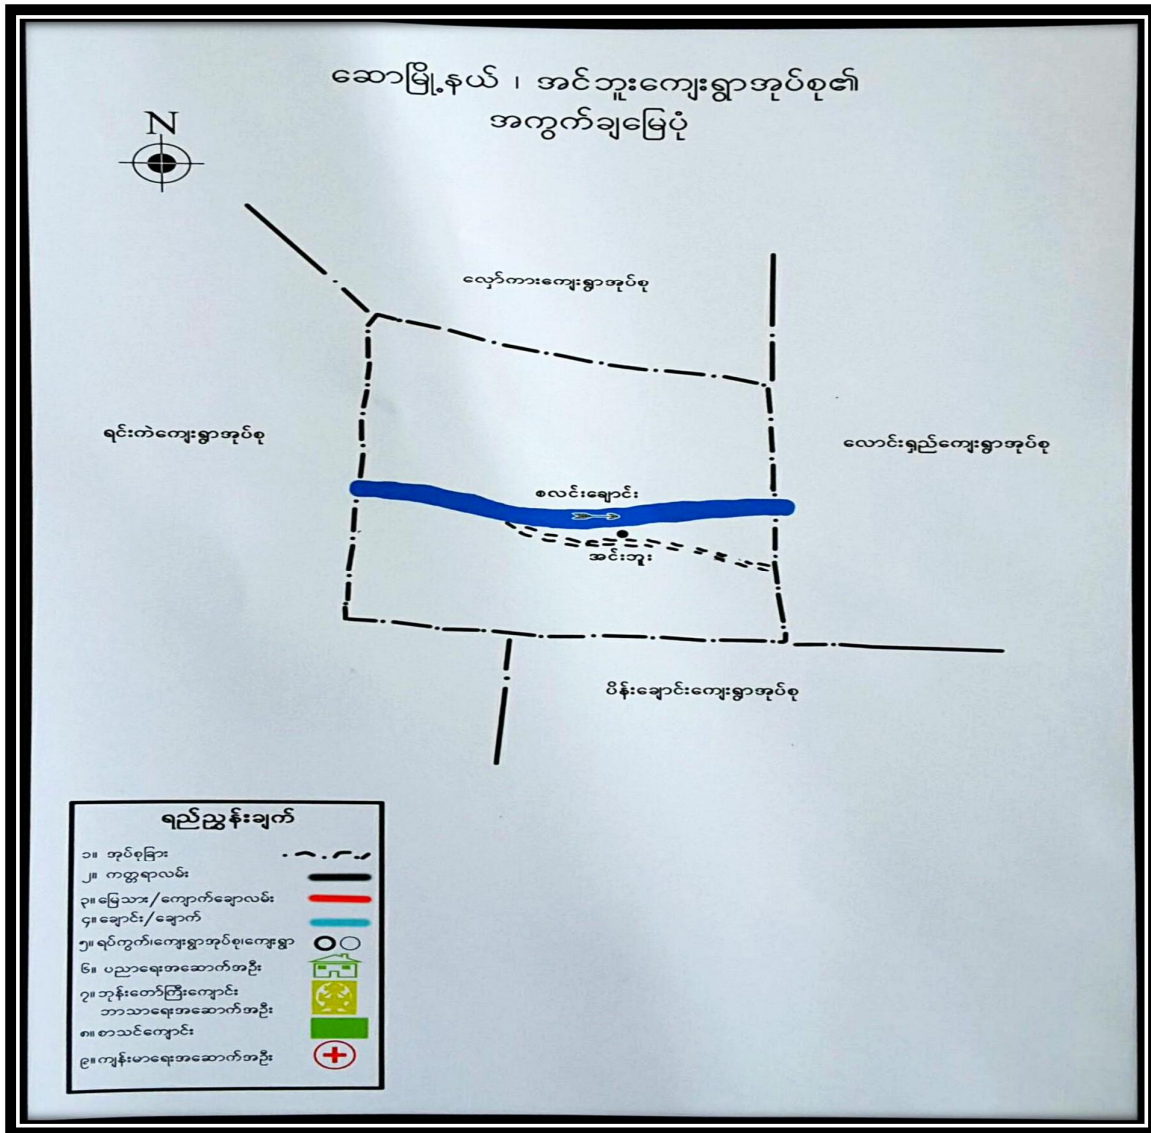 ဆောမြို့နယ် ၊ အင်ဘူးကျေးရွာအုပ်စု၏
အကွက်ချမြေပုံ
N
လှော်ကားကျေးရွာအုပ်စု
ရင်းကဲကျေးရွာအုပ်စု
လောင်းရှည်ကျေးရွာအုပ်စု
စလင်းချောင်း
အင်းဘူး
ပိန်းချောင်းကျေးရွာအုပ်စု
ရည်ညွှန်းချက်
၁။ အုပ်စုခြား
၂။ ကတ္တရာလမ်း
၃။မြေသား/ကျောက်ချောလမ်း
၄။ချောင်း/ချောက်
၅။ရပ်ကွက်၊ကျေးရွာအုပ်စု၊ကျေးရွာ
၆။ ပညာရေးအဆောက်အဦး
၇။ဘုန်းတော်ကြီးကျောင်း
ဘာသာရေးအဆောက်အဦး
၈။စာသင်ကျောင်း
၉။ကျန်းမာရေးအဆောက်အဦး